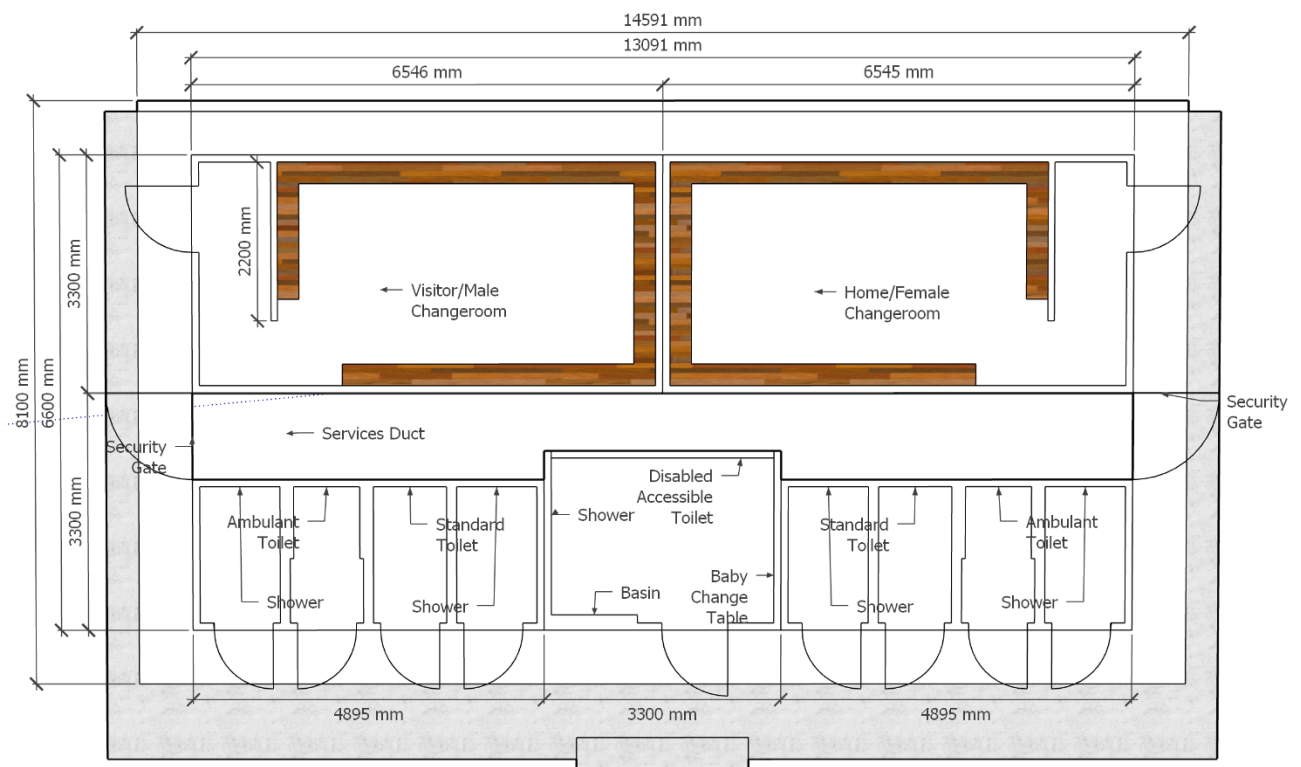 14591 mm
13091 mm
6546 mm
6545 mm
2200 mm
3300 mm
8100 mm
6600 mm
Visitor/Male
Changeroom
Home/Female
Changeroom
Security
Gate
Services Duct
Security
Gate
Disabled
Accessible
Toilet
3300 mm
Ambulant
Toilet
Standard
Toilet
Shower
Standard
Toilet
Ambulant
Toilet
Shower
Shower
Basin
Baby
Change
Table
Shower
Shower
4895 mm
3300 mm
4895 mm